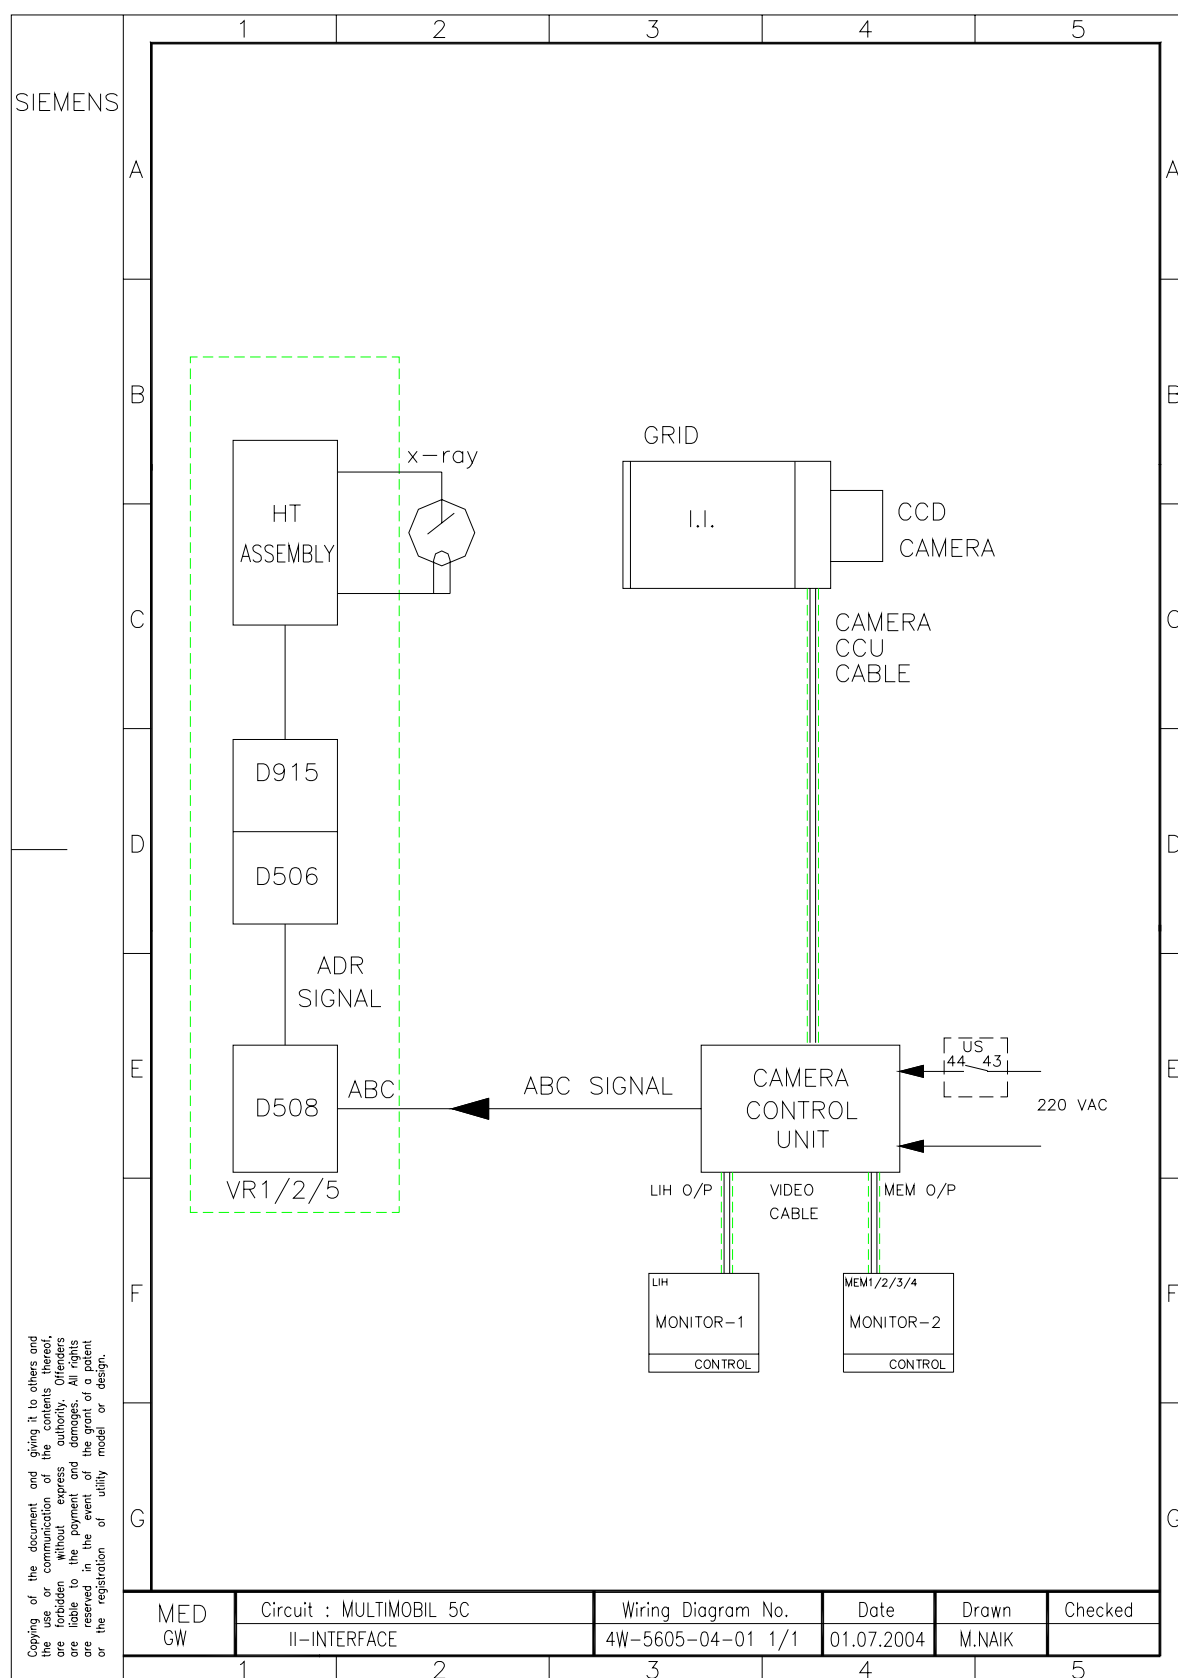 1 2 3 4 5
SIEMENS
A A
B B
GRID
x-ray
HT
ASSEMBLY
I.I.
CCD
CAMERA
C C
CAMERA
CCU
CABLE
D915
D D
D506
ADR
SIGNAL
E E
US
44 43
CAMERA
CONTROL
UNIT
ABC
ABC SIGNAL
D508
220 VAC
VR1/2/5
LIH O/P
VIDEO
CABLE
MEM O/P
F F
LIH
MONITOR-1
CONTROL
MEM1/2/3/4
MONITOR-2
CONTROL
Copying of the document and giving it to others and
the use or communication of the contents thereof,
are forbidden without express authority. Offenders
are liable to the payment and damages. All rights
are reserved in the event of the grant of a patent
or the registration of utility model or design.
G G
MED
GW
Circuit : MULTIMOBIL 5C
II-INTERFACE
Wiring Diagram No.
4W-5605-04-01 1/1
Date
01.07.2004
Drawn
M.NAIK
Checked
1 2 3 4 5